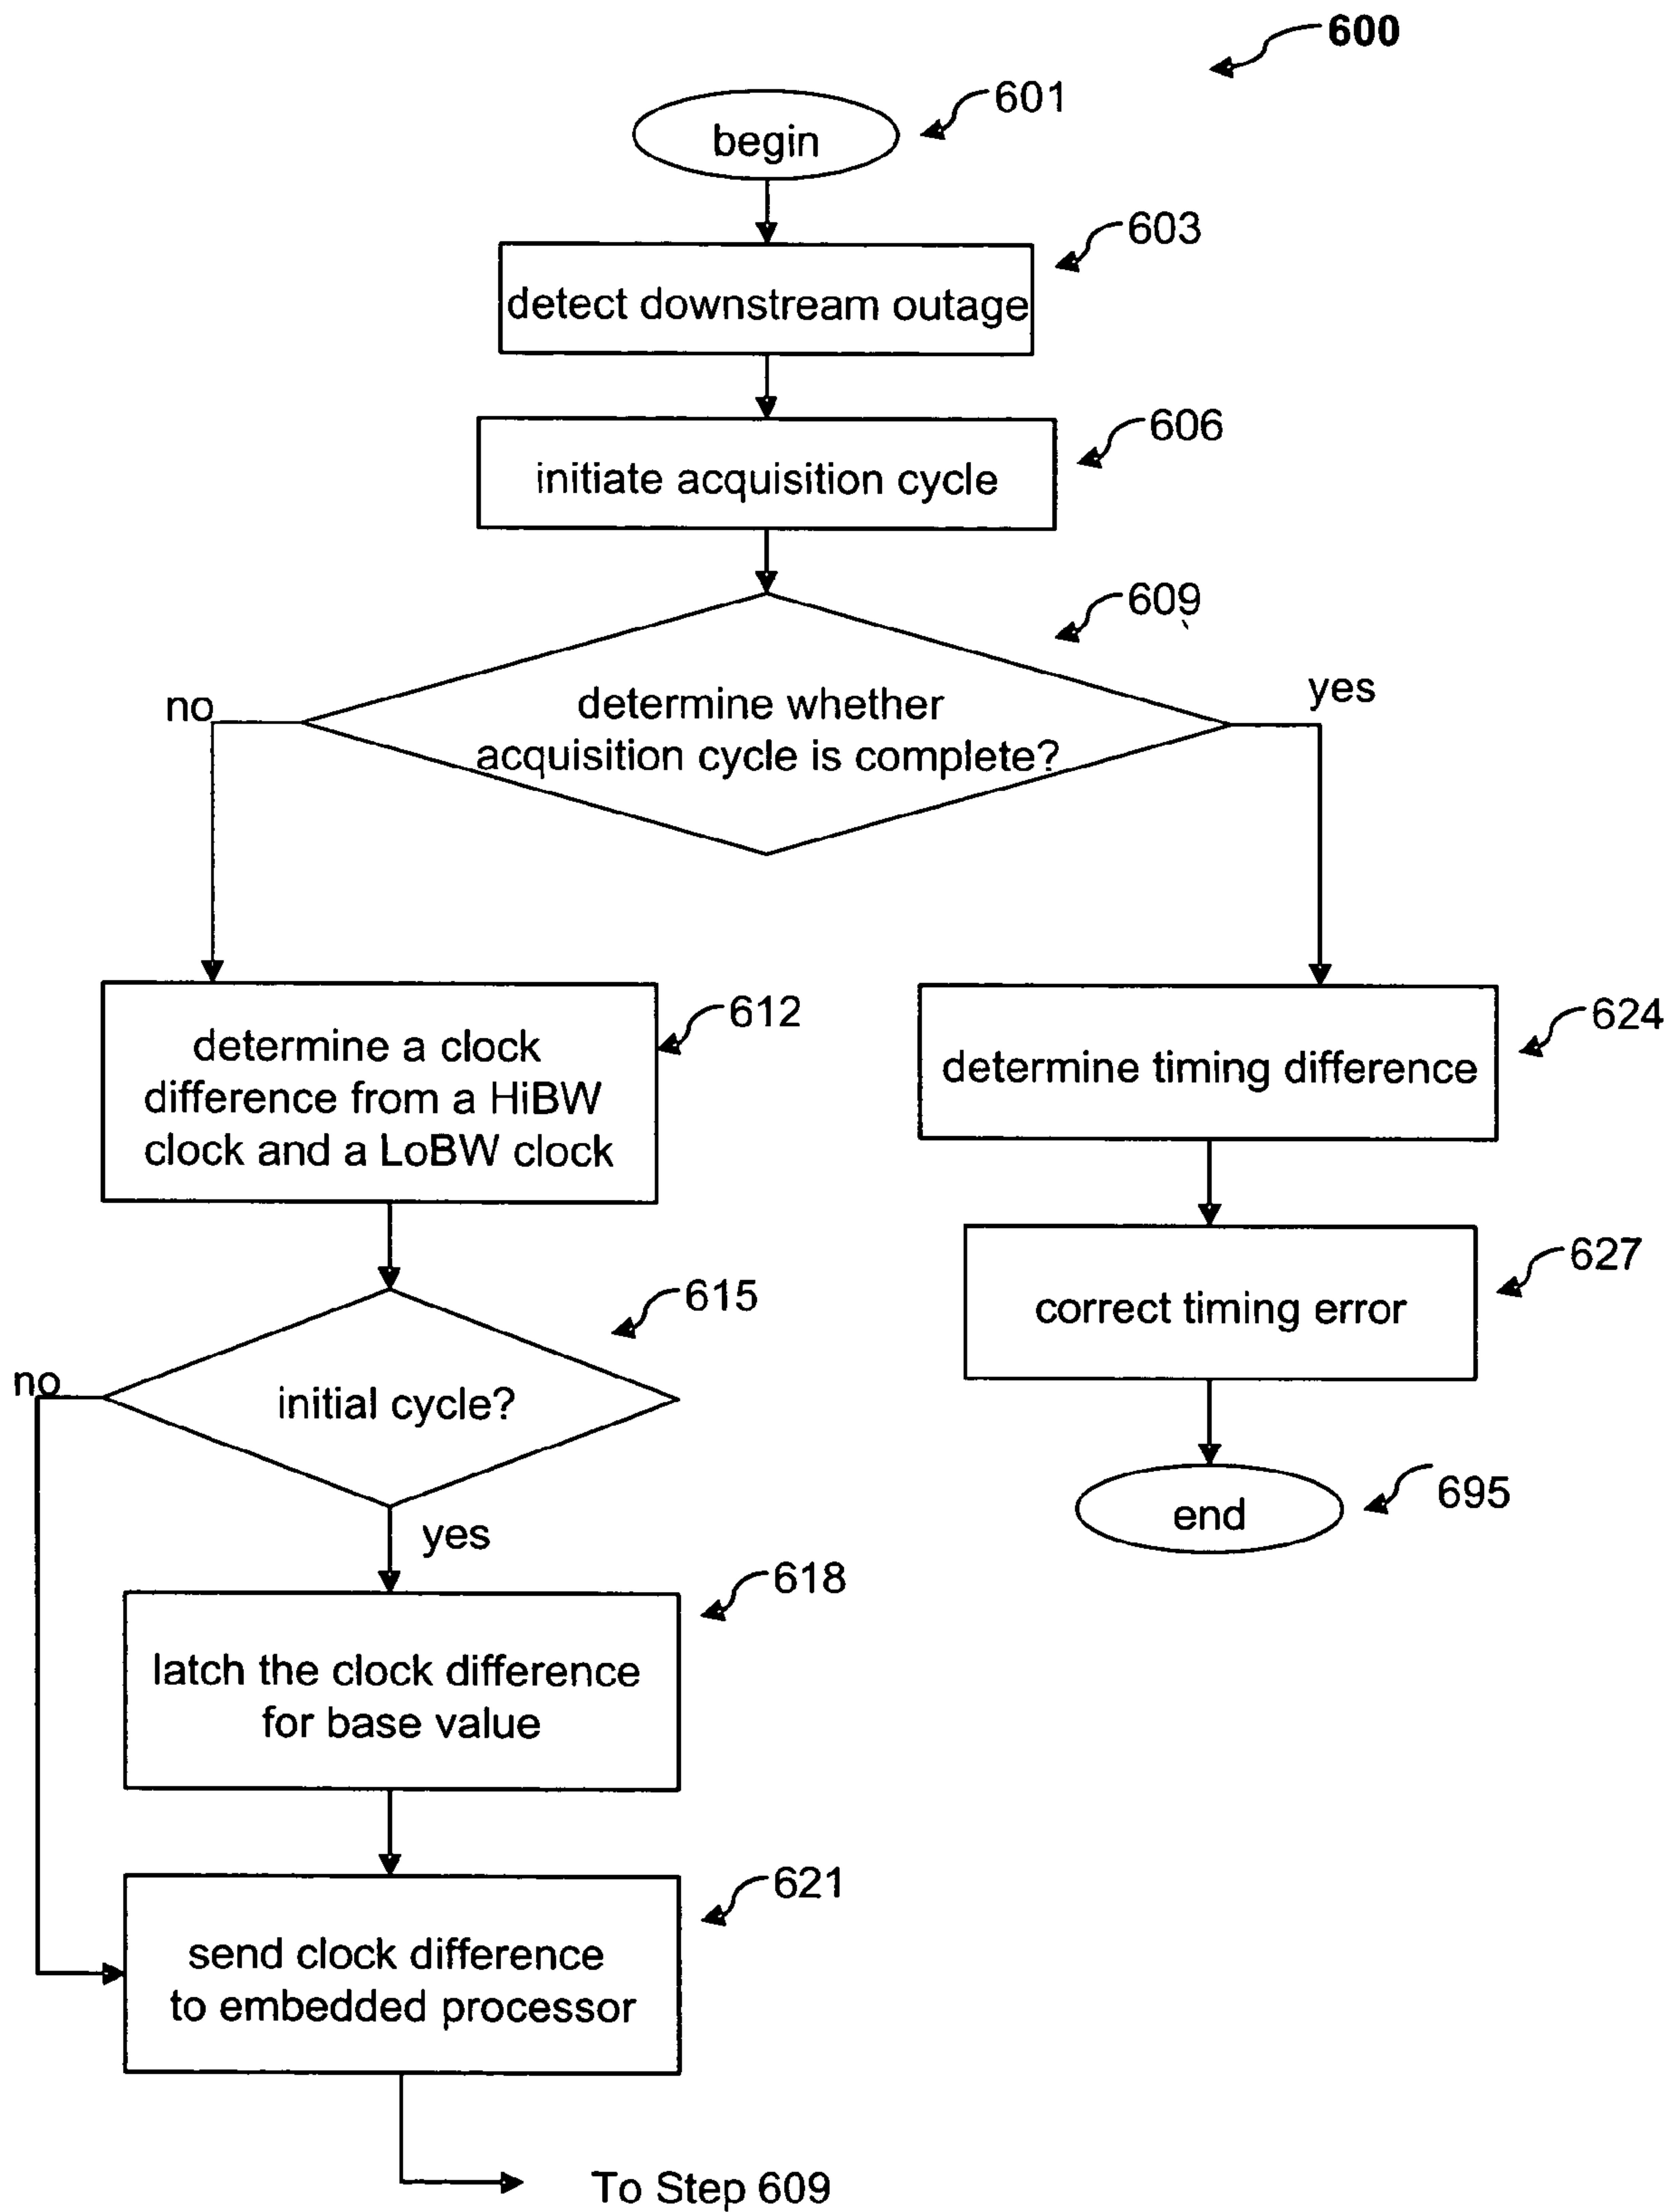 600
begin
601
detect downstream outage
603
initiate acquisition cycle
606
determine whether
acquisition cycle is complete?
609
no
yes
determine a clock
difference from a HiBW
clock and a LoBW clock
612
determine timing difference
624
initial cycle?
615
no
yes
correct timing error
627
end
695
latch the clock difference
for base value
618
send clock difference
to embedded processor
621
To Step 609